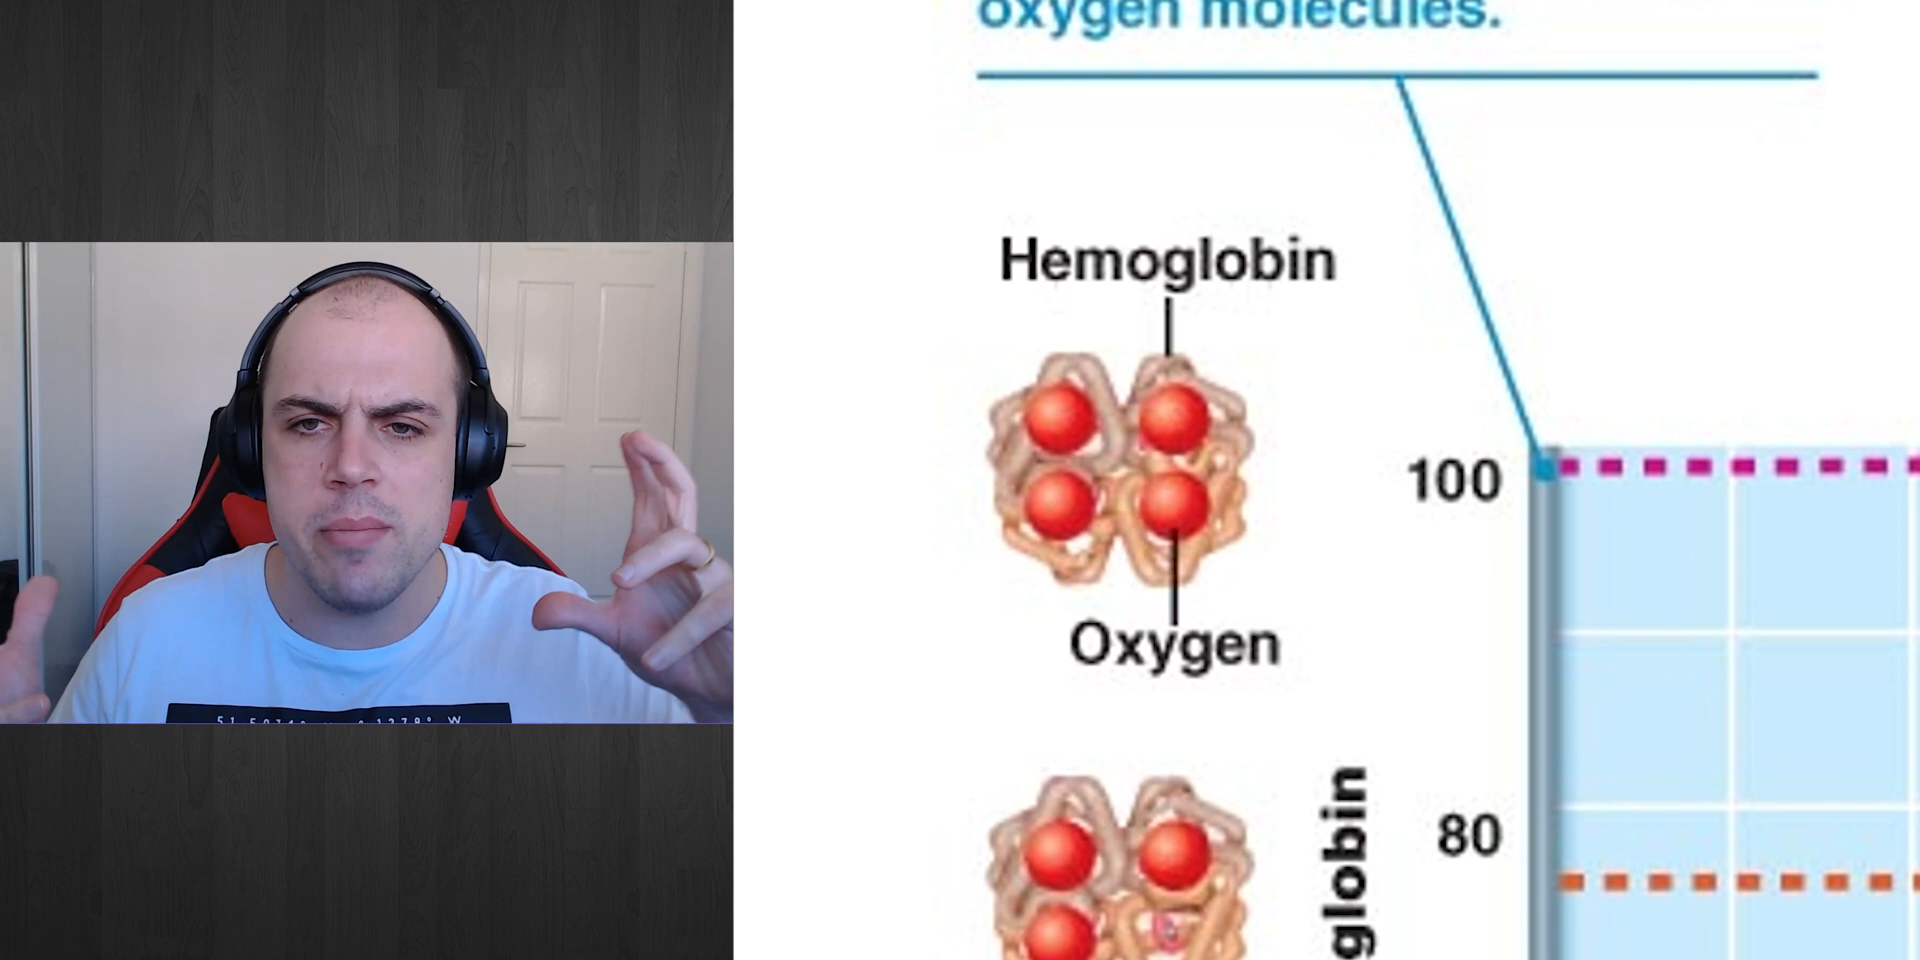 oxygen molecules.
Hemoglobin
100
Oxygen
80
globin